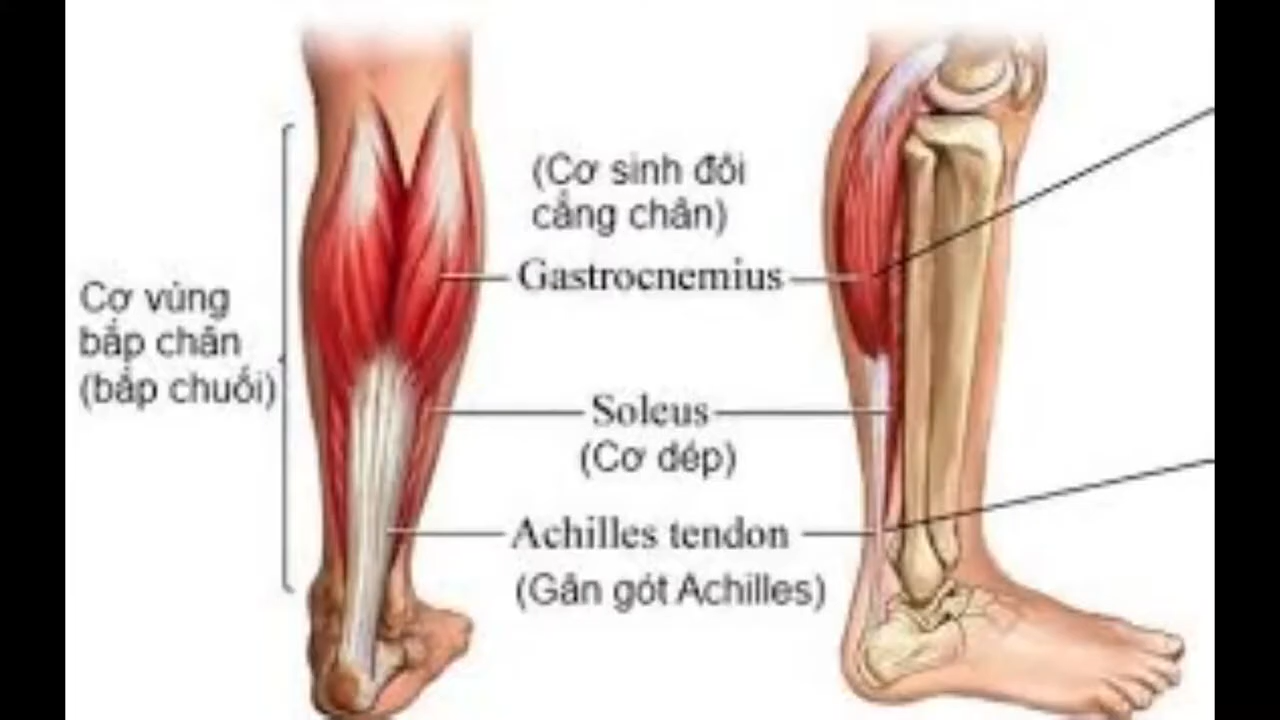 (Cơ sinh đôi
cẳng chân)
Gastrocnemius
Cơ vùng
bắp chân
(bắp chuối)
Soleus
(Cơ dép)
Achilles tendon
(Gân gót Achilles)